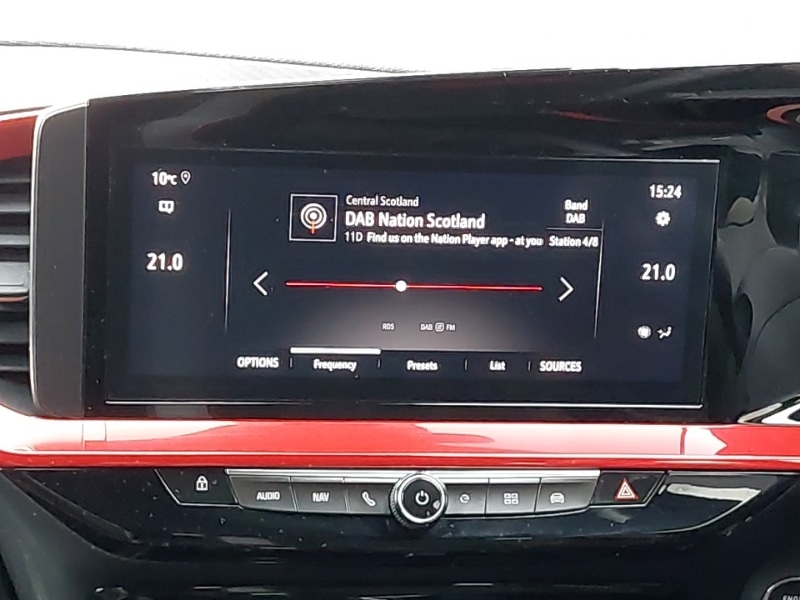 10°C
15:24
Central Scotland
Band
DAB Nation Scotland
DAB
11D Find us on the Nation Player app - at you
Station 4/8
21.0
21.0
RDS DAB FM
OPTIONS Frequency Presets List SOURCES
AUDIO NAV